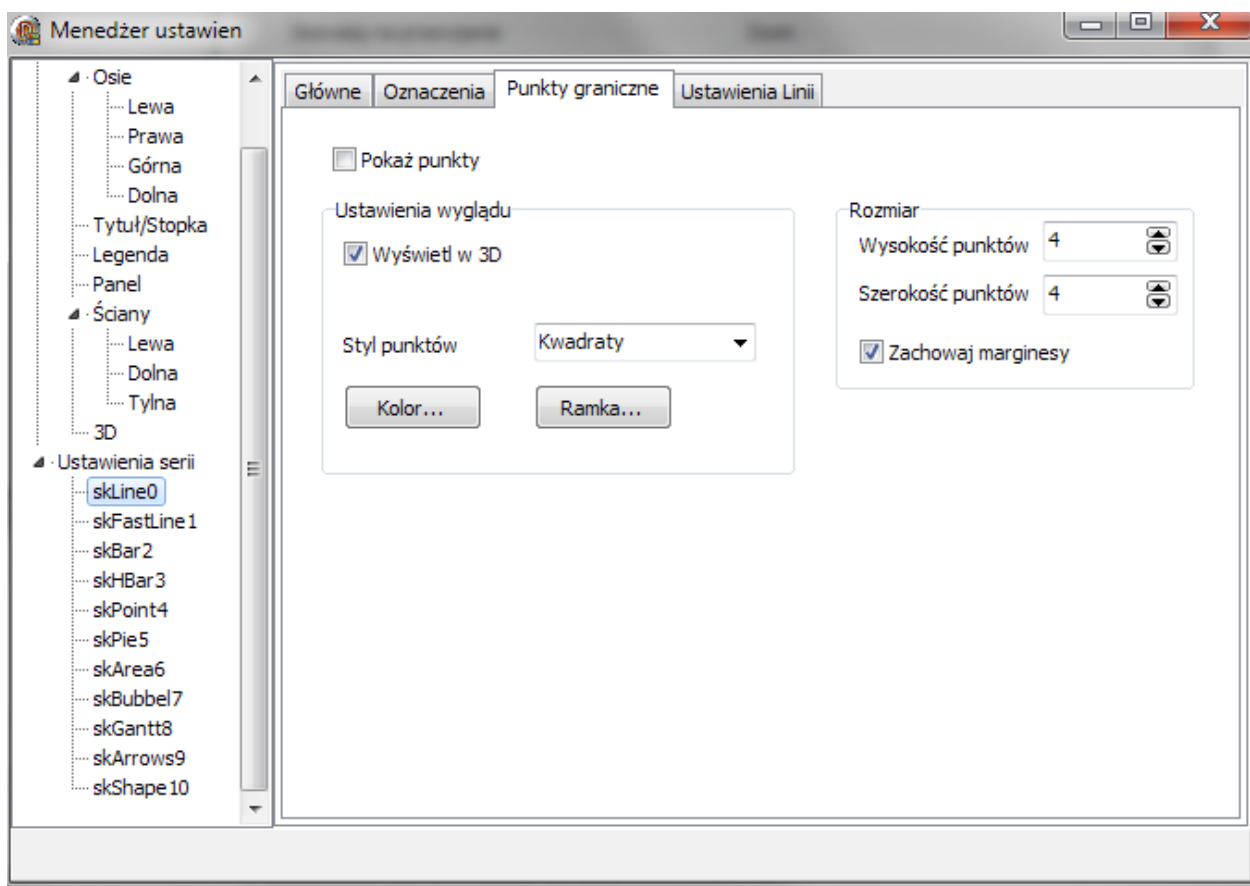 Menedżer ustawien
Osie
Lewa
Prawa
Górna
Dolna
Tytuł/Stopka
Legenda
Panel
Ściany
Lewa
Dolna
Tylna
3D
Ustawienia serii
skLine0
skFastLine1
skBar2
skHBar3
skPoint4
skPie5
skArea6
skBubbel7
skGantt8
skArrows9
skShape10
Główne
Oznaczenia
Punkty graniczne
Ustawienia Linii
Pokaż punkty
Ustawienia wyglądu
Wyświetl w 3D
Styl punktów
Kwadraty
Kolor...
Ramka...
Rozmiar
Wysokość punktów 4
Szerokość punktów 4
Zachowaj marginesy